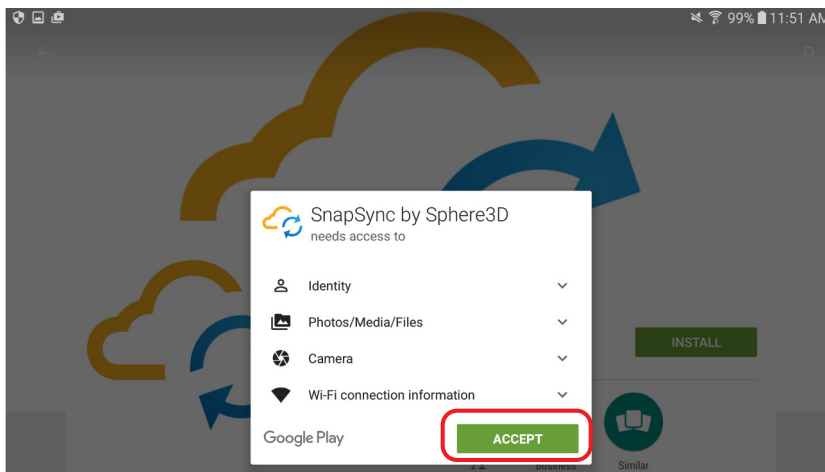 99% 11:51 AM
SnapSync by Sphere3D
needs access to
Identity
Photos/Media/Files
Camera
Wi-Fi connection information
INSTALL
Google Play
ACCEPT
Business
Similar